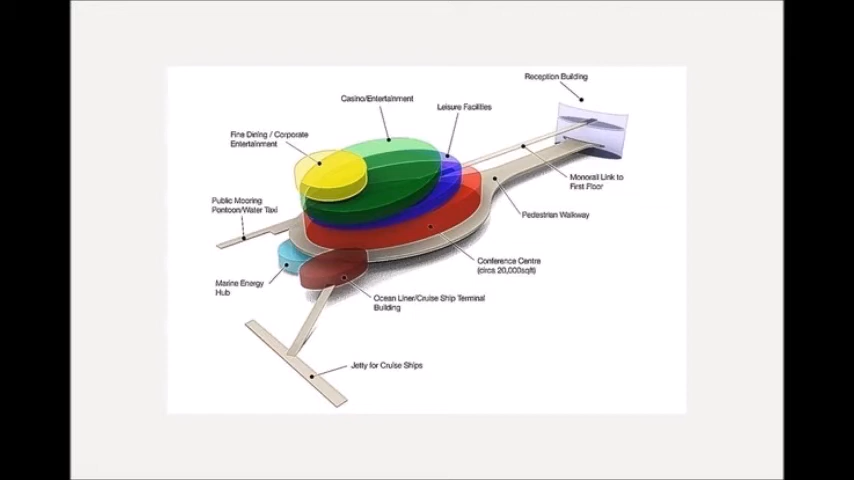 Reception Building
Casino/Entertainment
Leisure Facilities
Fine Dining / Corporate
Entertainment
Monorail Link to
First Floor
Public Mooring
Pontoon/Water Taxi
Pedestrian Walkway
Conference Centre
(circa 20,000sqft)
Marine Energy
Hub
Ocean Liner/Cruise Ship Terminal
Building
Jetty for Cruise Ships